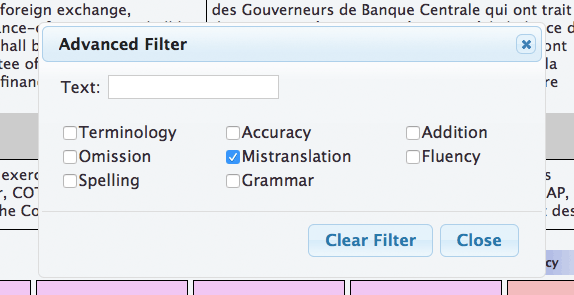 foreign exchange,
des Gouverneurs de Banque Centrale qui ont trait
Advanced Filter
Text:
Terminology Accuracy Addition
Omission Mistranslation Fluency
Spelling Grammar
Clear Filter Close